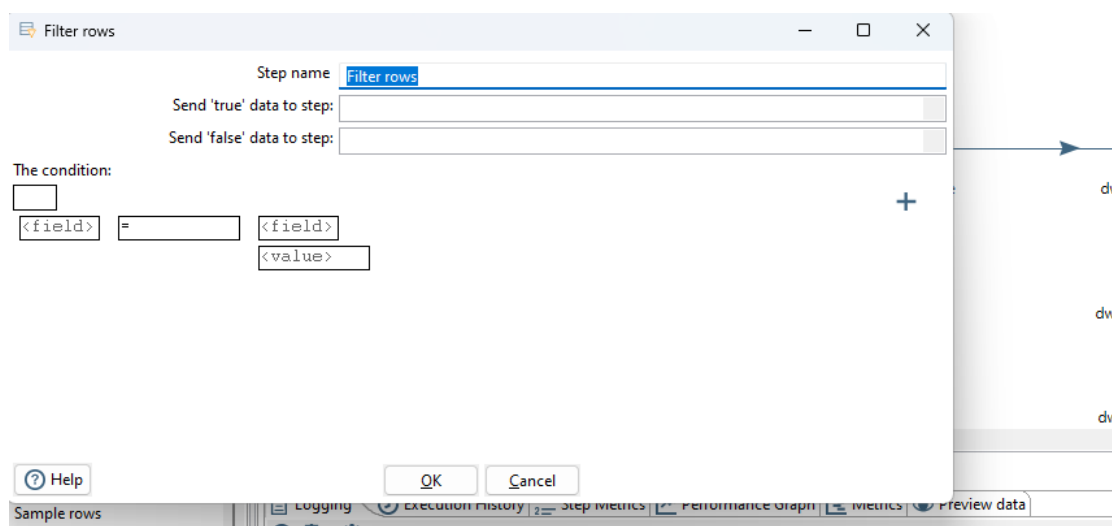 Filter rows
Step name Filter rows
Send 'true' data to step:
Send 'false' data to step:
The condition:
<field> = <field>
<value>
Help OK Cancel
Sample rows
Logging Execution History Step Metrics Performance Graph Metrics Preview data